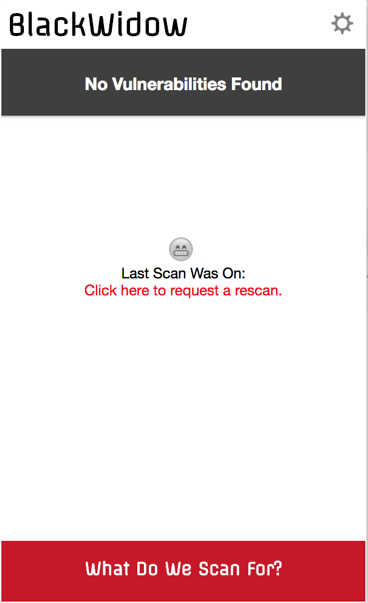 BlackWidow
No Vulnerabilities Found
Last Scan Was On:
Click here to request a rescan.
What Do We Scan For?